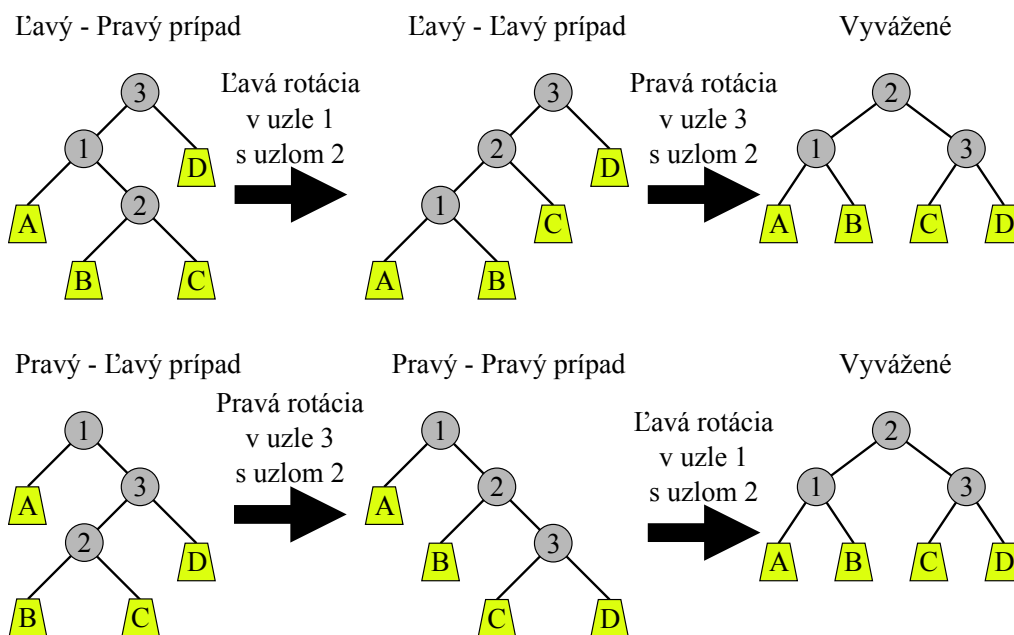 Ľavý - Pravý prípad
Ľavý - Ľavý prípad
Vyvážené
Ľavá rotácia
v uzle 1
s uzlom 2
Pravá rotácia
v uzle 3
s uzlom 2
3
1
D
A
2
B
C
3
2
D
1
C
A
B
2
1
3
A
B
C
D
Pravý - Ľavý prípad
Pravý - Pravý prípad
Vyvážené
Pravá rotácia
v uzle 3
s uzlom 2
Ľavá rotácia
v uzle 1
s uzlom 2
1
A
3
2
D
B
C
1
A
2
B
3
C
D
2
1
3
A
B
C
D